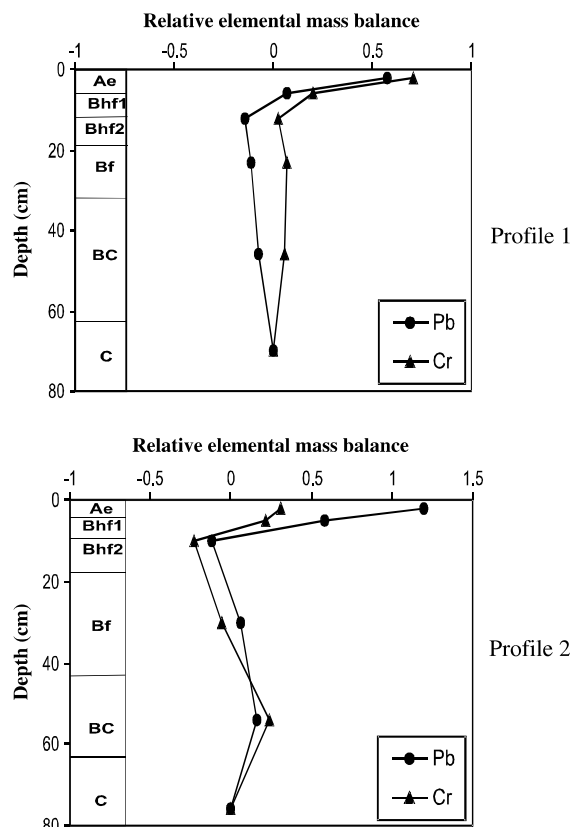 Relative elemental mass balance
-1 -0.5 0 0.5 1
0
Ae
Bhf1
Bhf2
20
Bf
40
BC
60
C
80
Depth (cm)
Profile 1
Pb
Cr
Relative elemental mass balance
-1 -0.5 0 0.5 1 1.5
0
Ae
Bhf1
Bhf2
20
Bf
40
BC
60
C
80
Depth (cm)
Profile 2
Pb
Cr